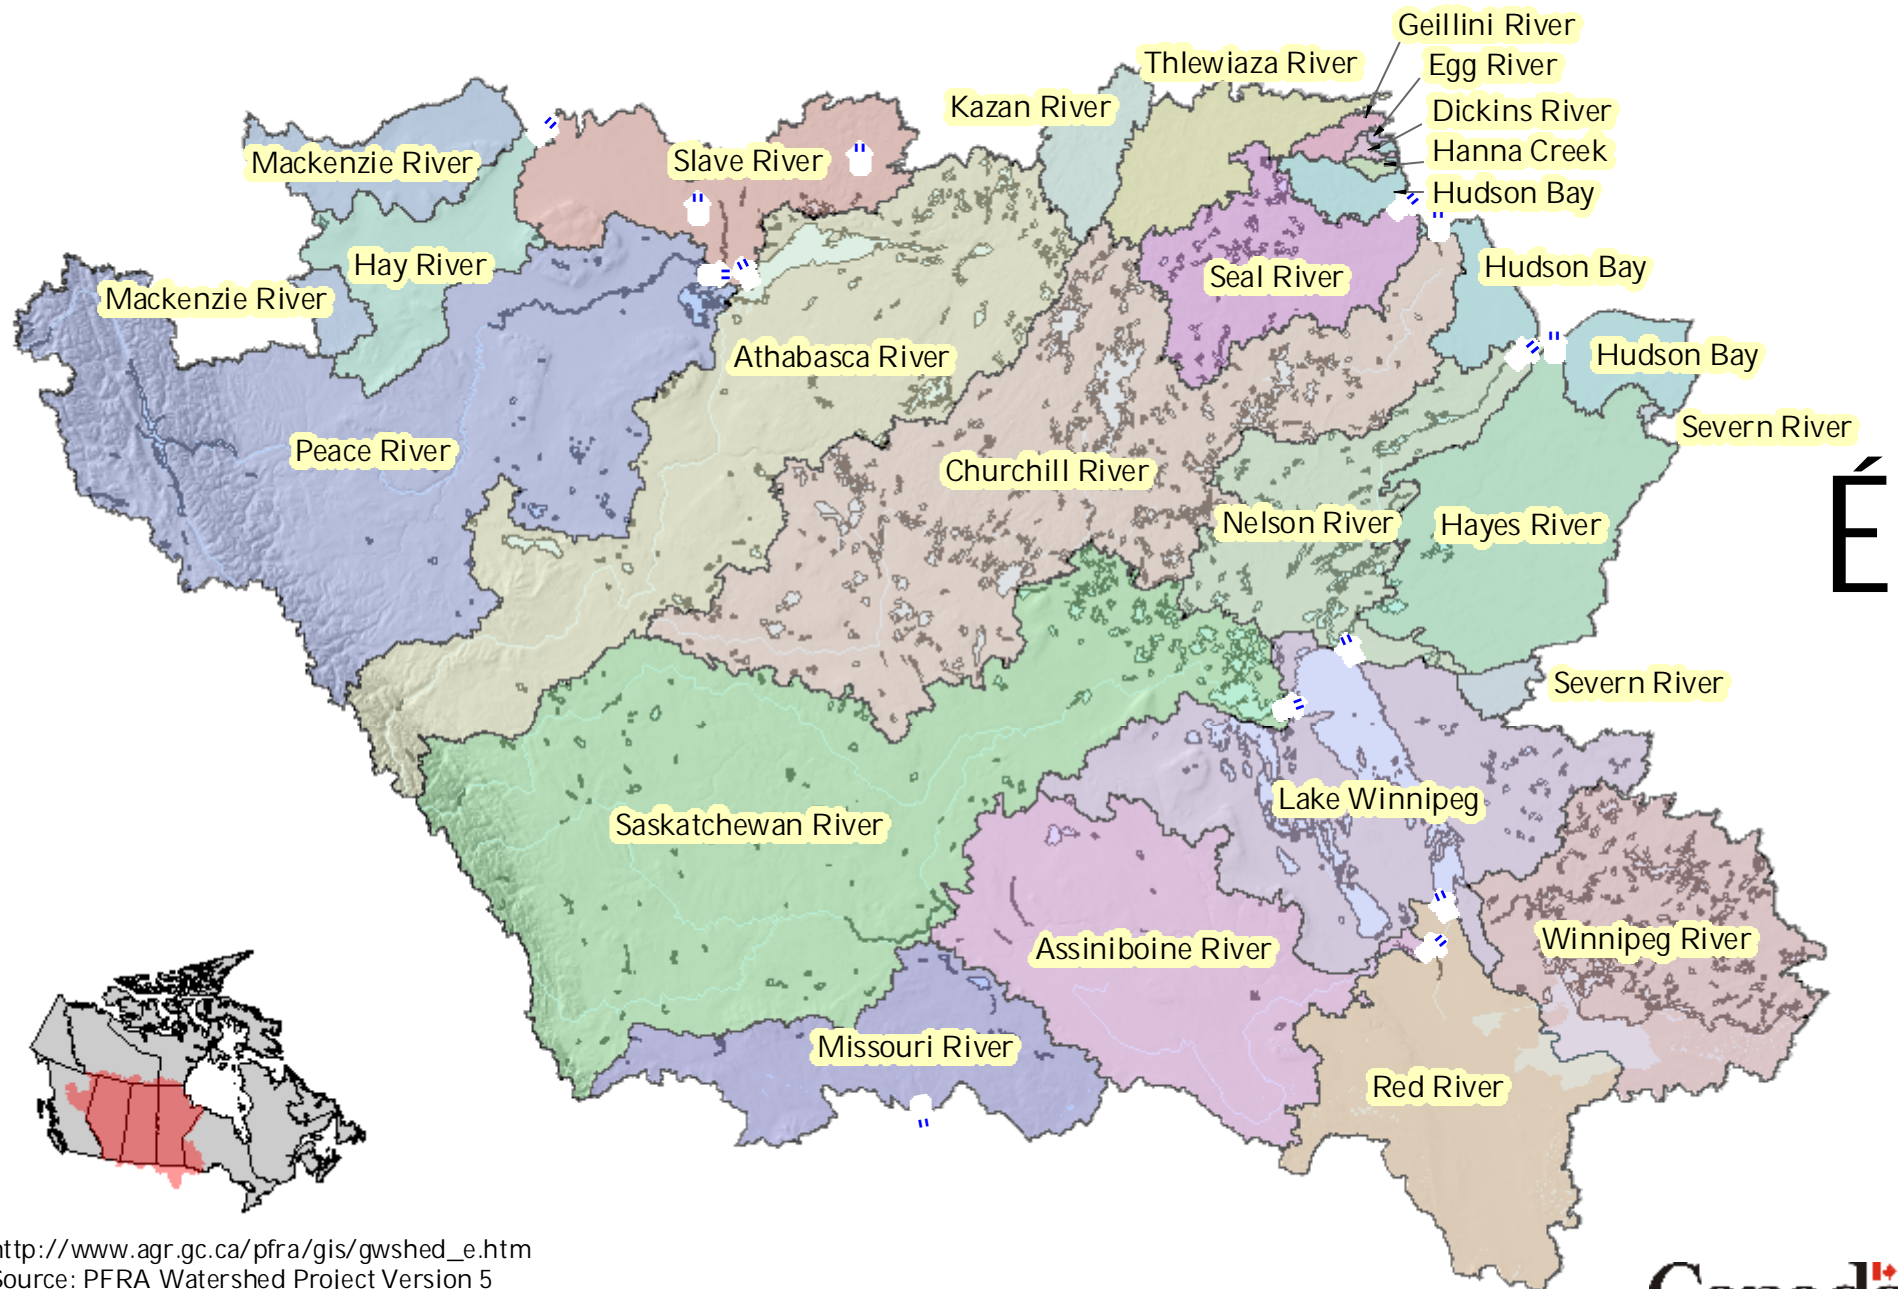 Geillini River
Thlewiaza River
Egg River
Kazan River
Dickins River
Mackenzie River
Slave River
Hanna Creek
Hudson Bay
Hay River
Seal River
Hudson Bay
Mackenzie River
Athabasca River
Hudson Bay
Peace River
Severn River
Churchill River
É
Nelson River
Hayes River
Severn River
Saskatchewan River
Lake Winnipeg
Assiniboine River
Winnipeg River
Missouri River
Red River
http://www.agr.gc.ca/pfra/gis/gwshed_e.htm
Source: PFRA Watershed Project Version 5
Canada